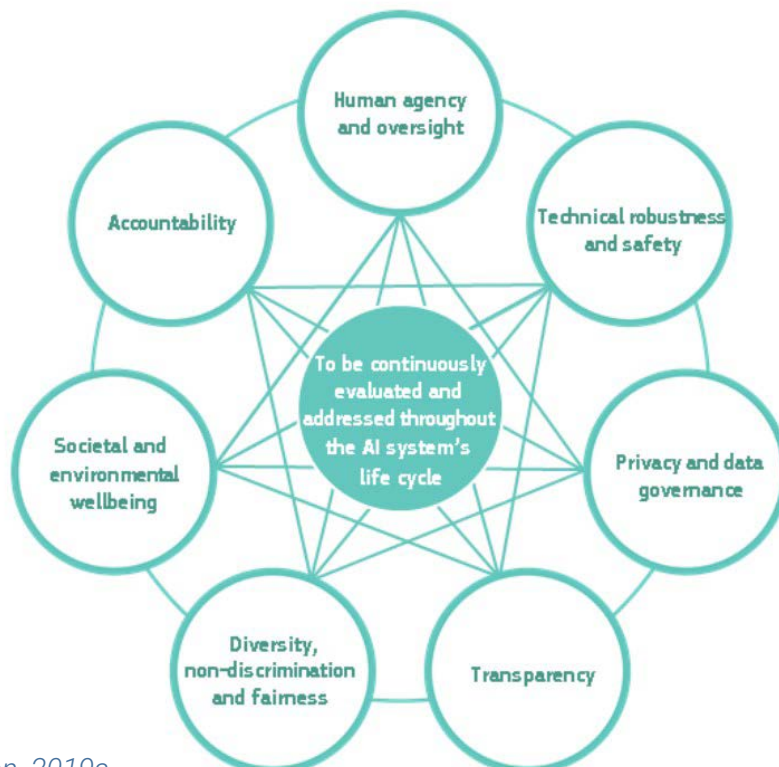 Human agency
and oversight
Technical robustness
and safety
Privacy and data
governance
Transparency
Diversity,
non-discrimination
and fairness
Societal and
environmental
wellbeing
Accountability
To be continuously
evaluated and
addressed throughout
the AI system's
life cycle